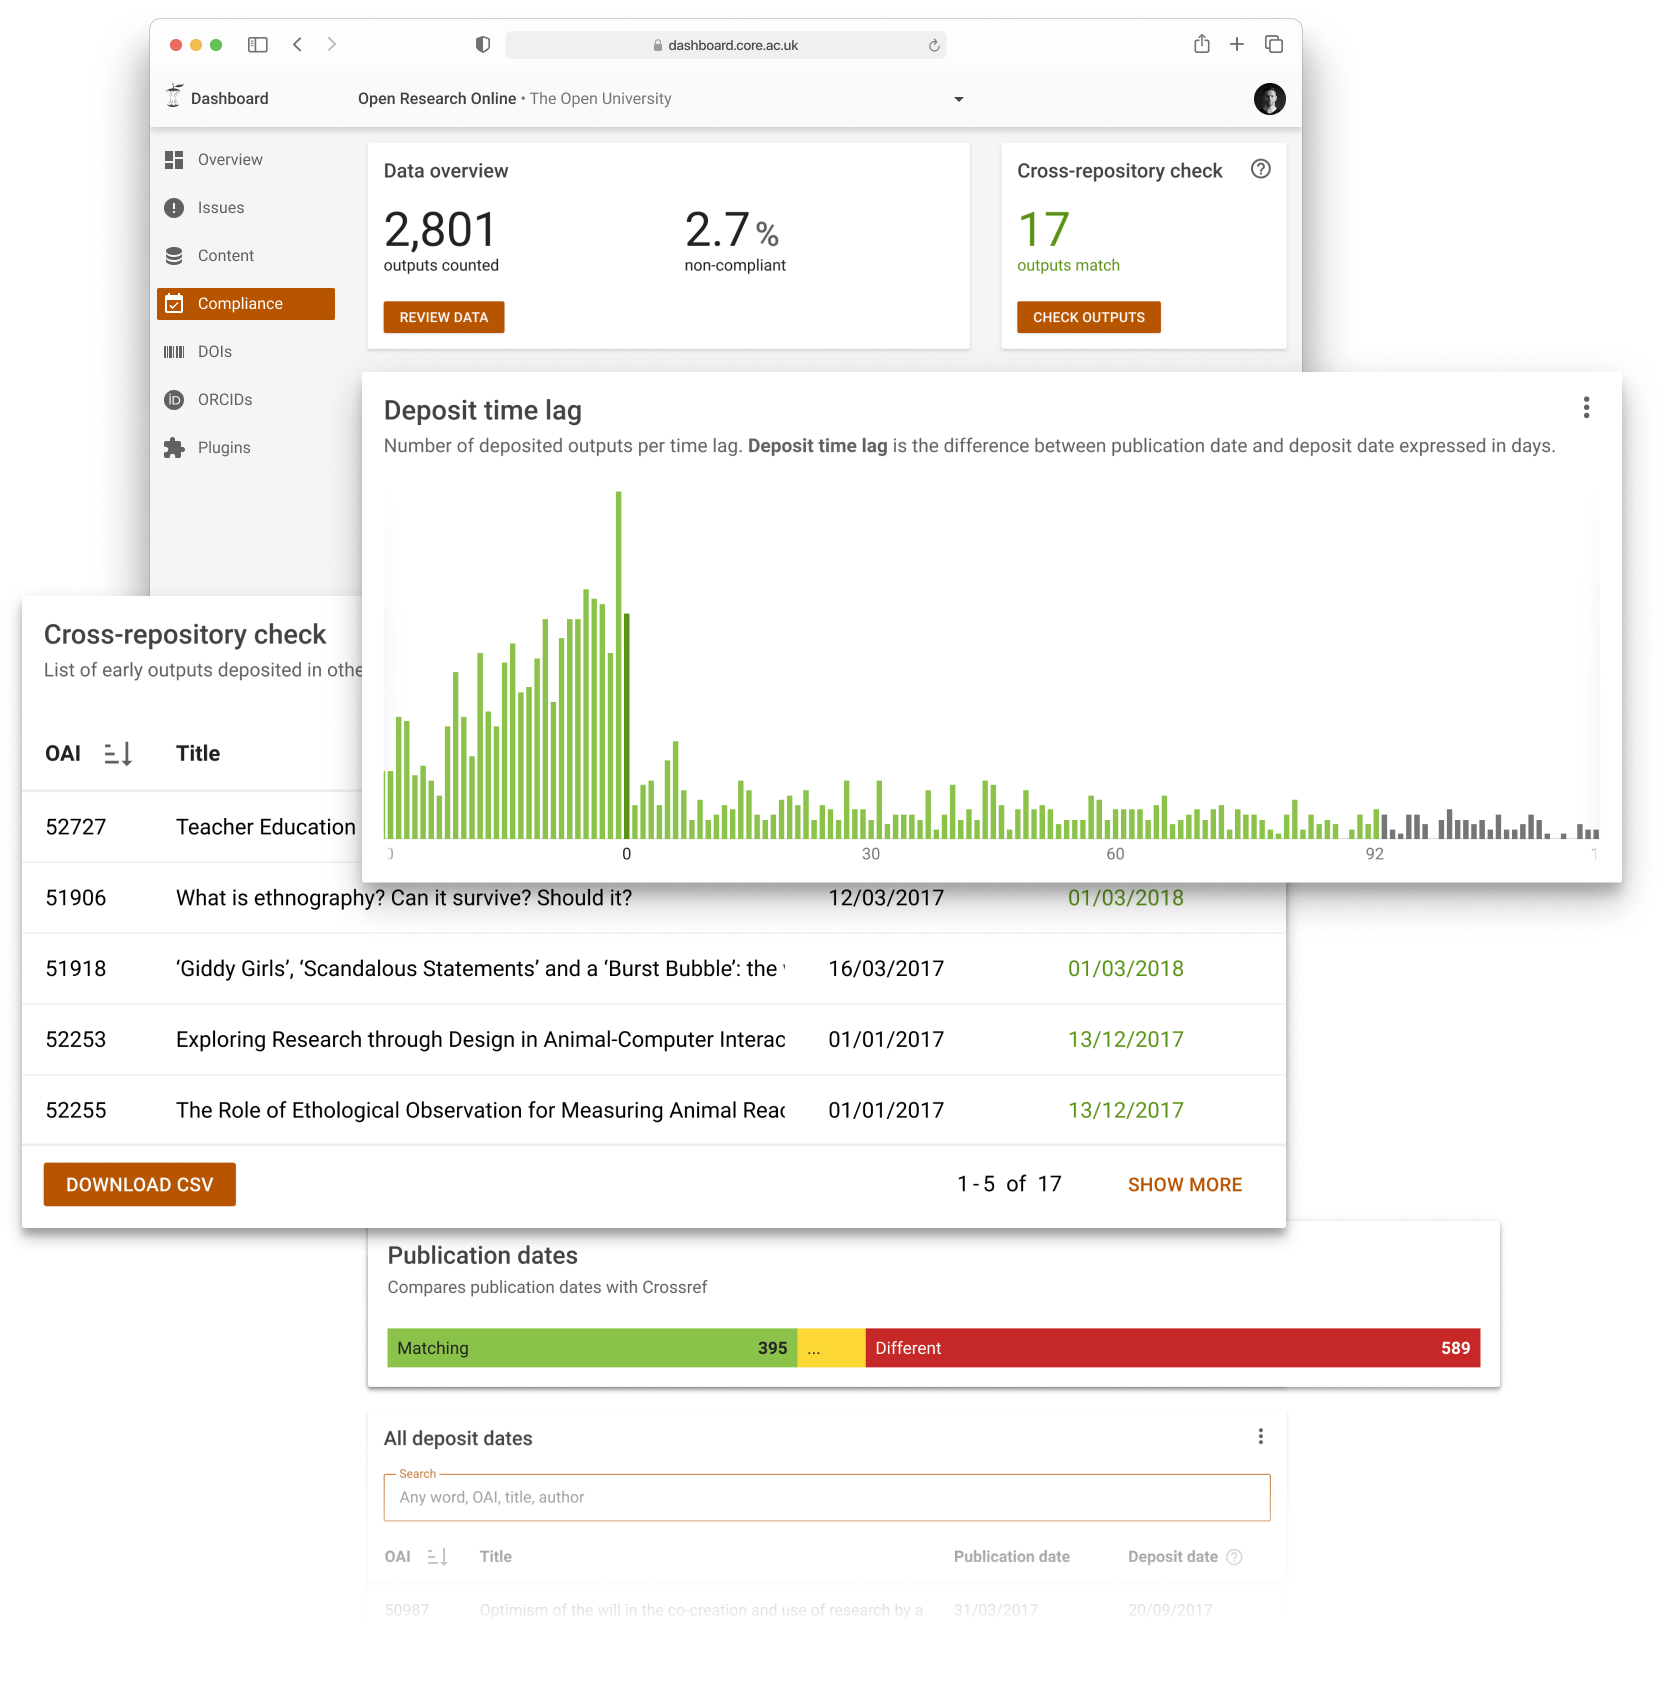 dashboard.core.ac.uk
Dashboard
Open Research Online • The Open University
Overview
Issues
Content
Compliance
DOIs
iD ORCIDs
Plugins
Data overview
2,801
outputs counted
2.7 %
non-compliant
REVIEW DATA
Cross-repository check
17
outputs match
CHECK OUTPUTS
Deposit time lag
Number of deposited outputs per time lag. Deposit time lag is the difference between publication date and deposit date expressed in days.
0 30 60 92
Cross-repository check
List of early outputs deposited in othe
OAI Title
52727 Teacher Education
51906 What is ethnography? Can it survive? Should it? 12/03/2017 01/03/2018
51918 ‘Giddy Girls’, ‘Scandalous Statements’ and a ‘Burst Bubble’: the 16/03/2017 01/03/2018
52253 Exploring Research through Design in Animal-Computer Interac 01/01/2017 13/12/2017
52255 The Role of Ethological Observation for Measuring Animal Reac 01/01/2017 13/12/2017
DOWNLOAD CSV
1 - 5 of 17
SHOW MORE
Publication dates
Compares publication dates with Crossref
Matching 395 ... Different 589
All deposit dates
Search
Any word, OAI, title, author
OAI Title Publication date Deposit date
50987 Optimism of the will in the co-creation and use of research by a 31/03/2017 20/09/2017